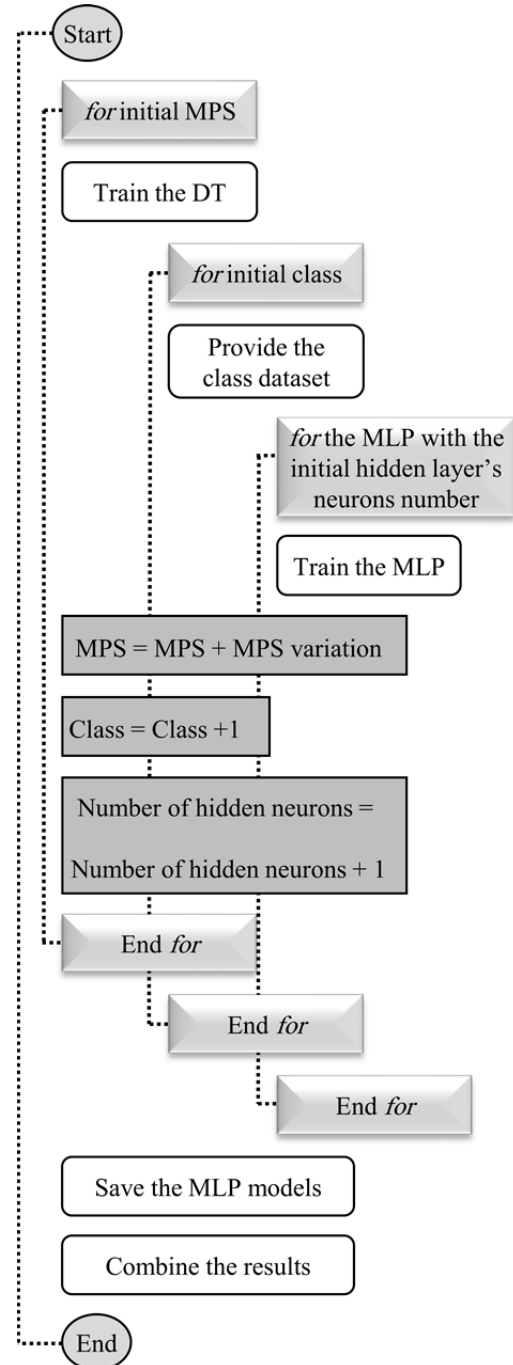 Start
for initial MPS
Train the DT
for initial class
Provide the
class dataset
for the MLP with the
initial hidden layer's
neurons number
Train the MLP
MPS = MPS + MPS variation
Class = Class +1
Number of hidden neurons =
Number of hidden neurons + 1
End for
End for
End for
Save the MLP models
Combine the results
End